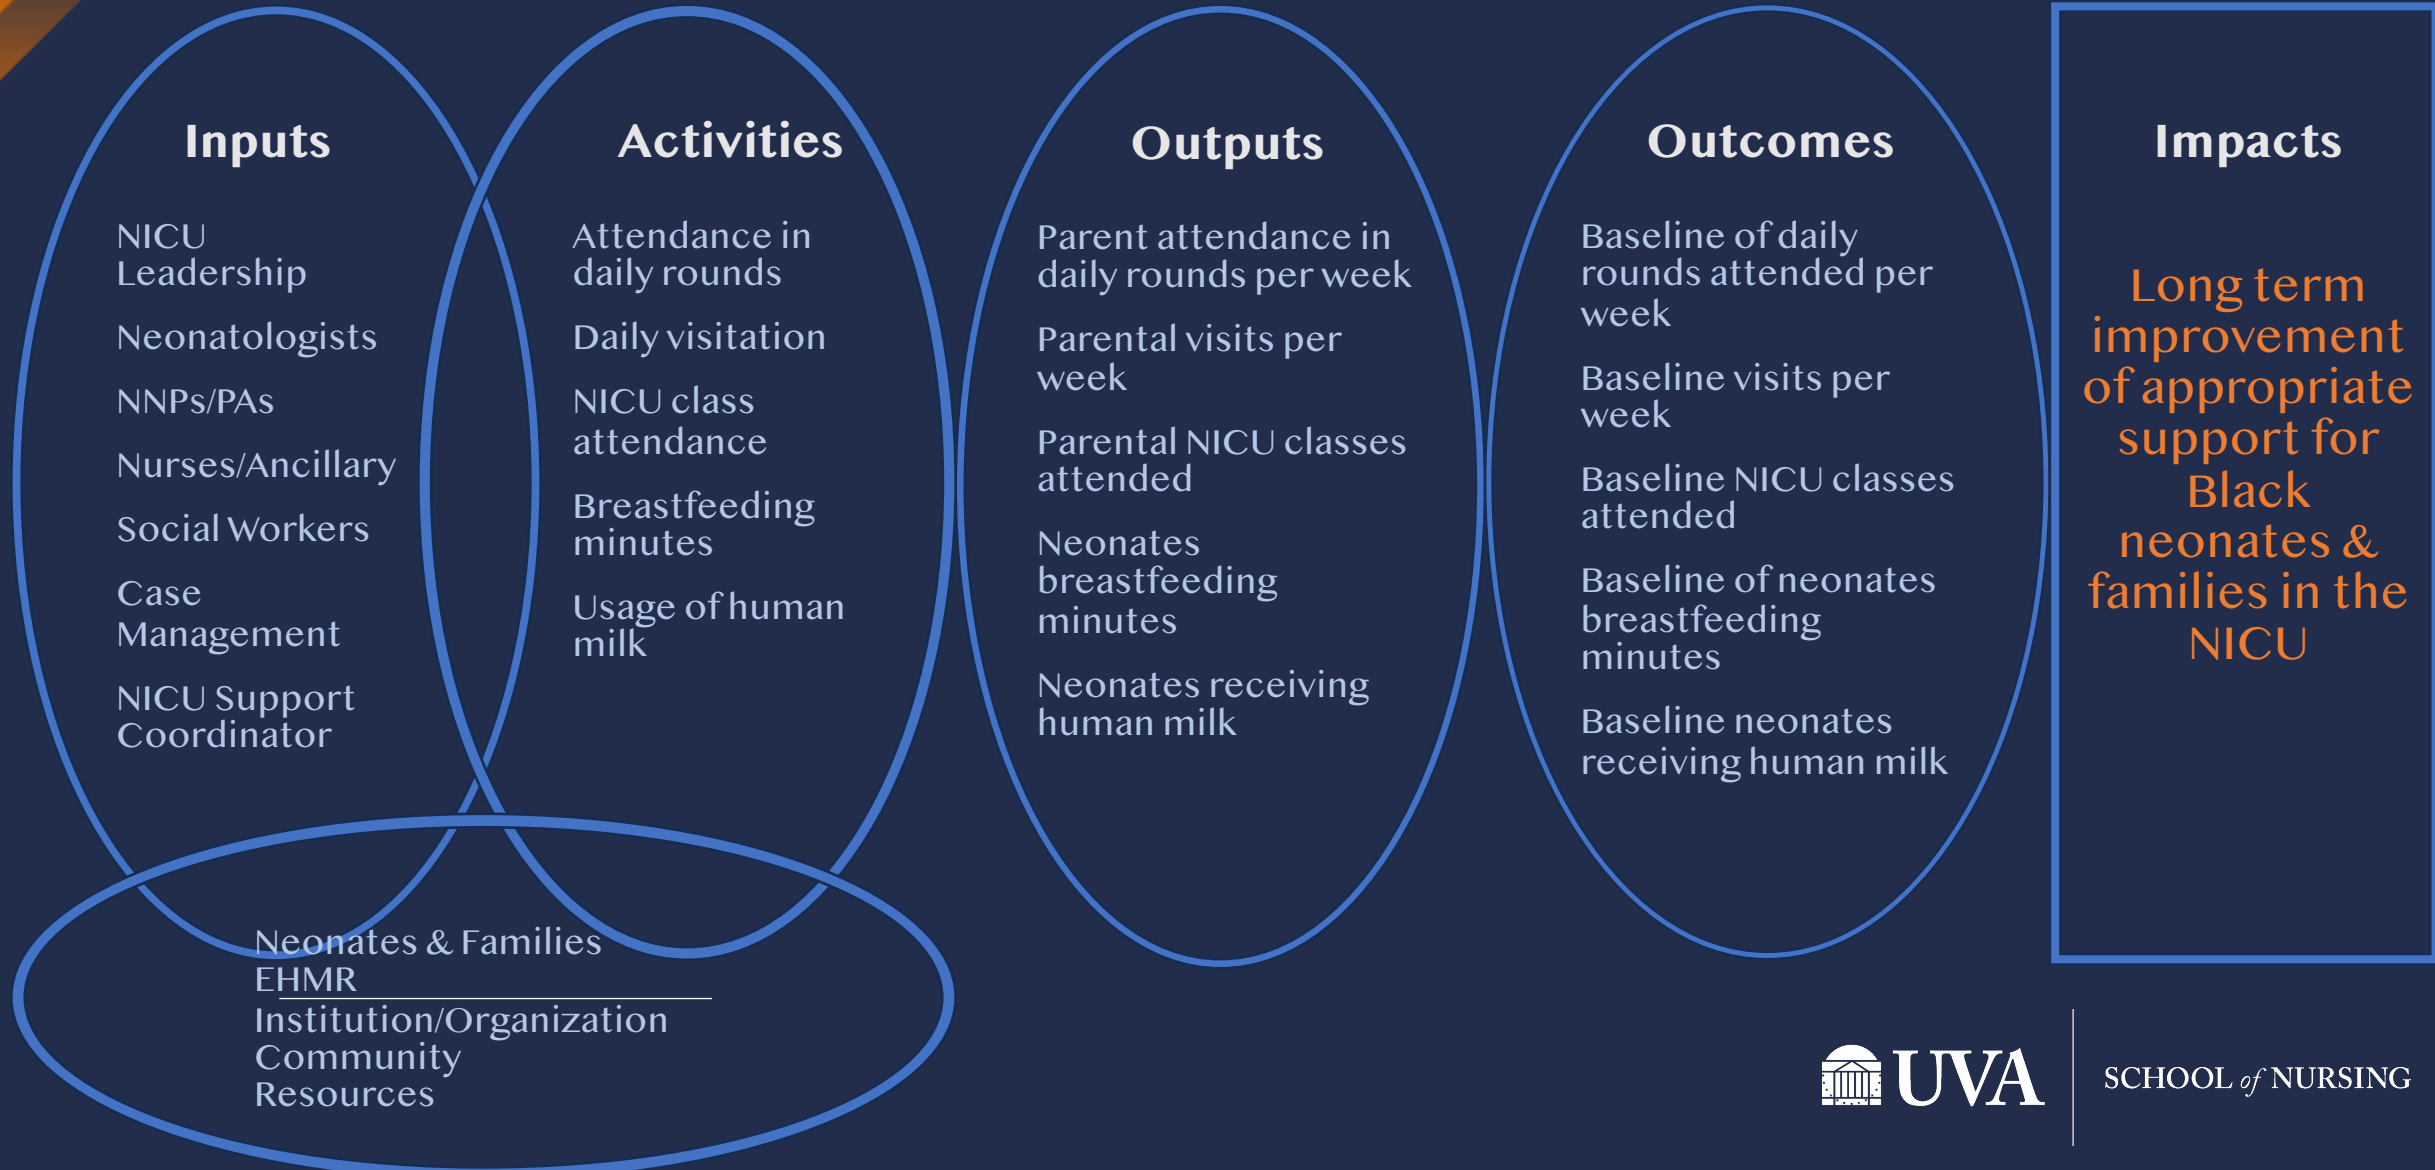 Inputs
NICU
Leadership
Neonatologists
NNPs/PAs
Nurses/Ancillary
Social Workers
Case
Management
NICU Support
Coordinator
Activities
Attendance in
daily rounds
Daily visitation
NICU class
attendance
Breastfeeding
minutes
Usage of human
milk
Neonates & Families
EHMR
Institution/Organization
Community
Resources
Outputs
Parent attendance in
daily rounds per week
Parental visits per
week
Parental NICU classes
attended
Neonates
breastfeeding
minutes
Neonates receiving
human milk
Outcomes
Baseline of daily
rounds attended per
week
Baseline visits per
week
Baseline NICU classes
attended
Baseline of neonates
breastfeeding
minutes
Baseline neonates
receiving human milk
Impacts
Long term
improvement
of appropriate
support for
Black
neonates &
families in the
NICU
UVA
SCHOOL of NURSING